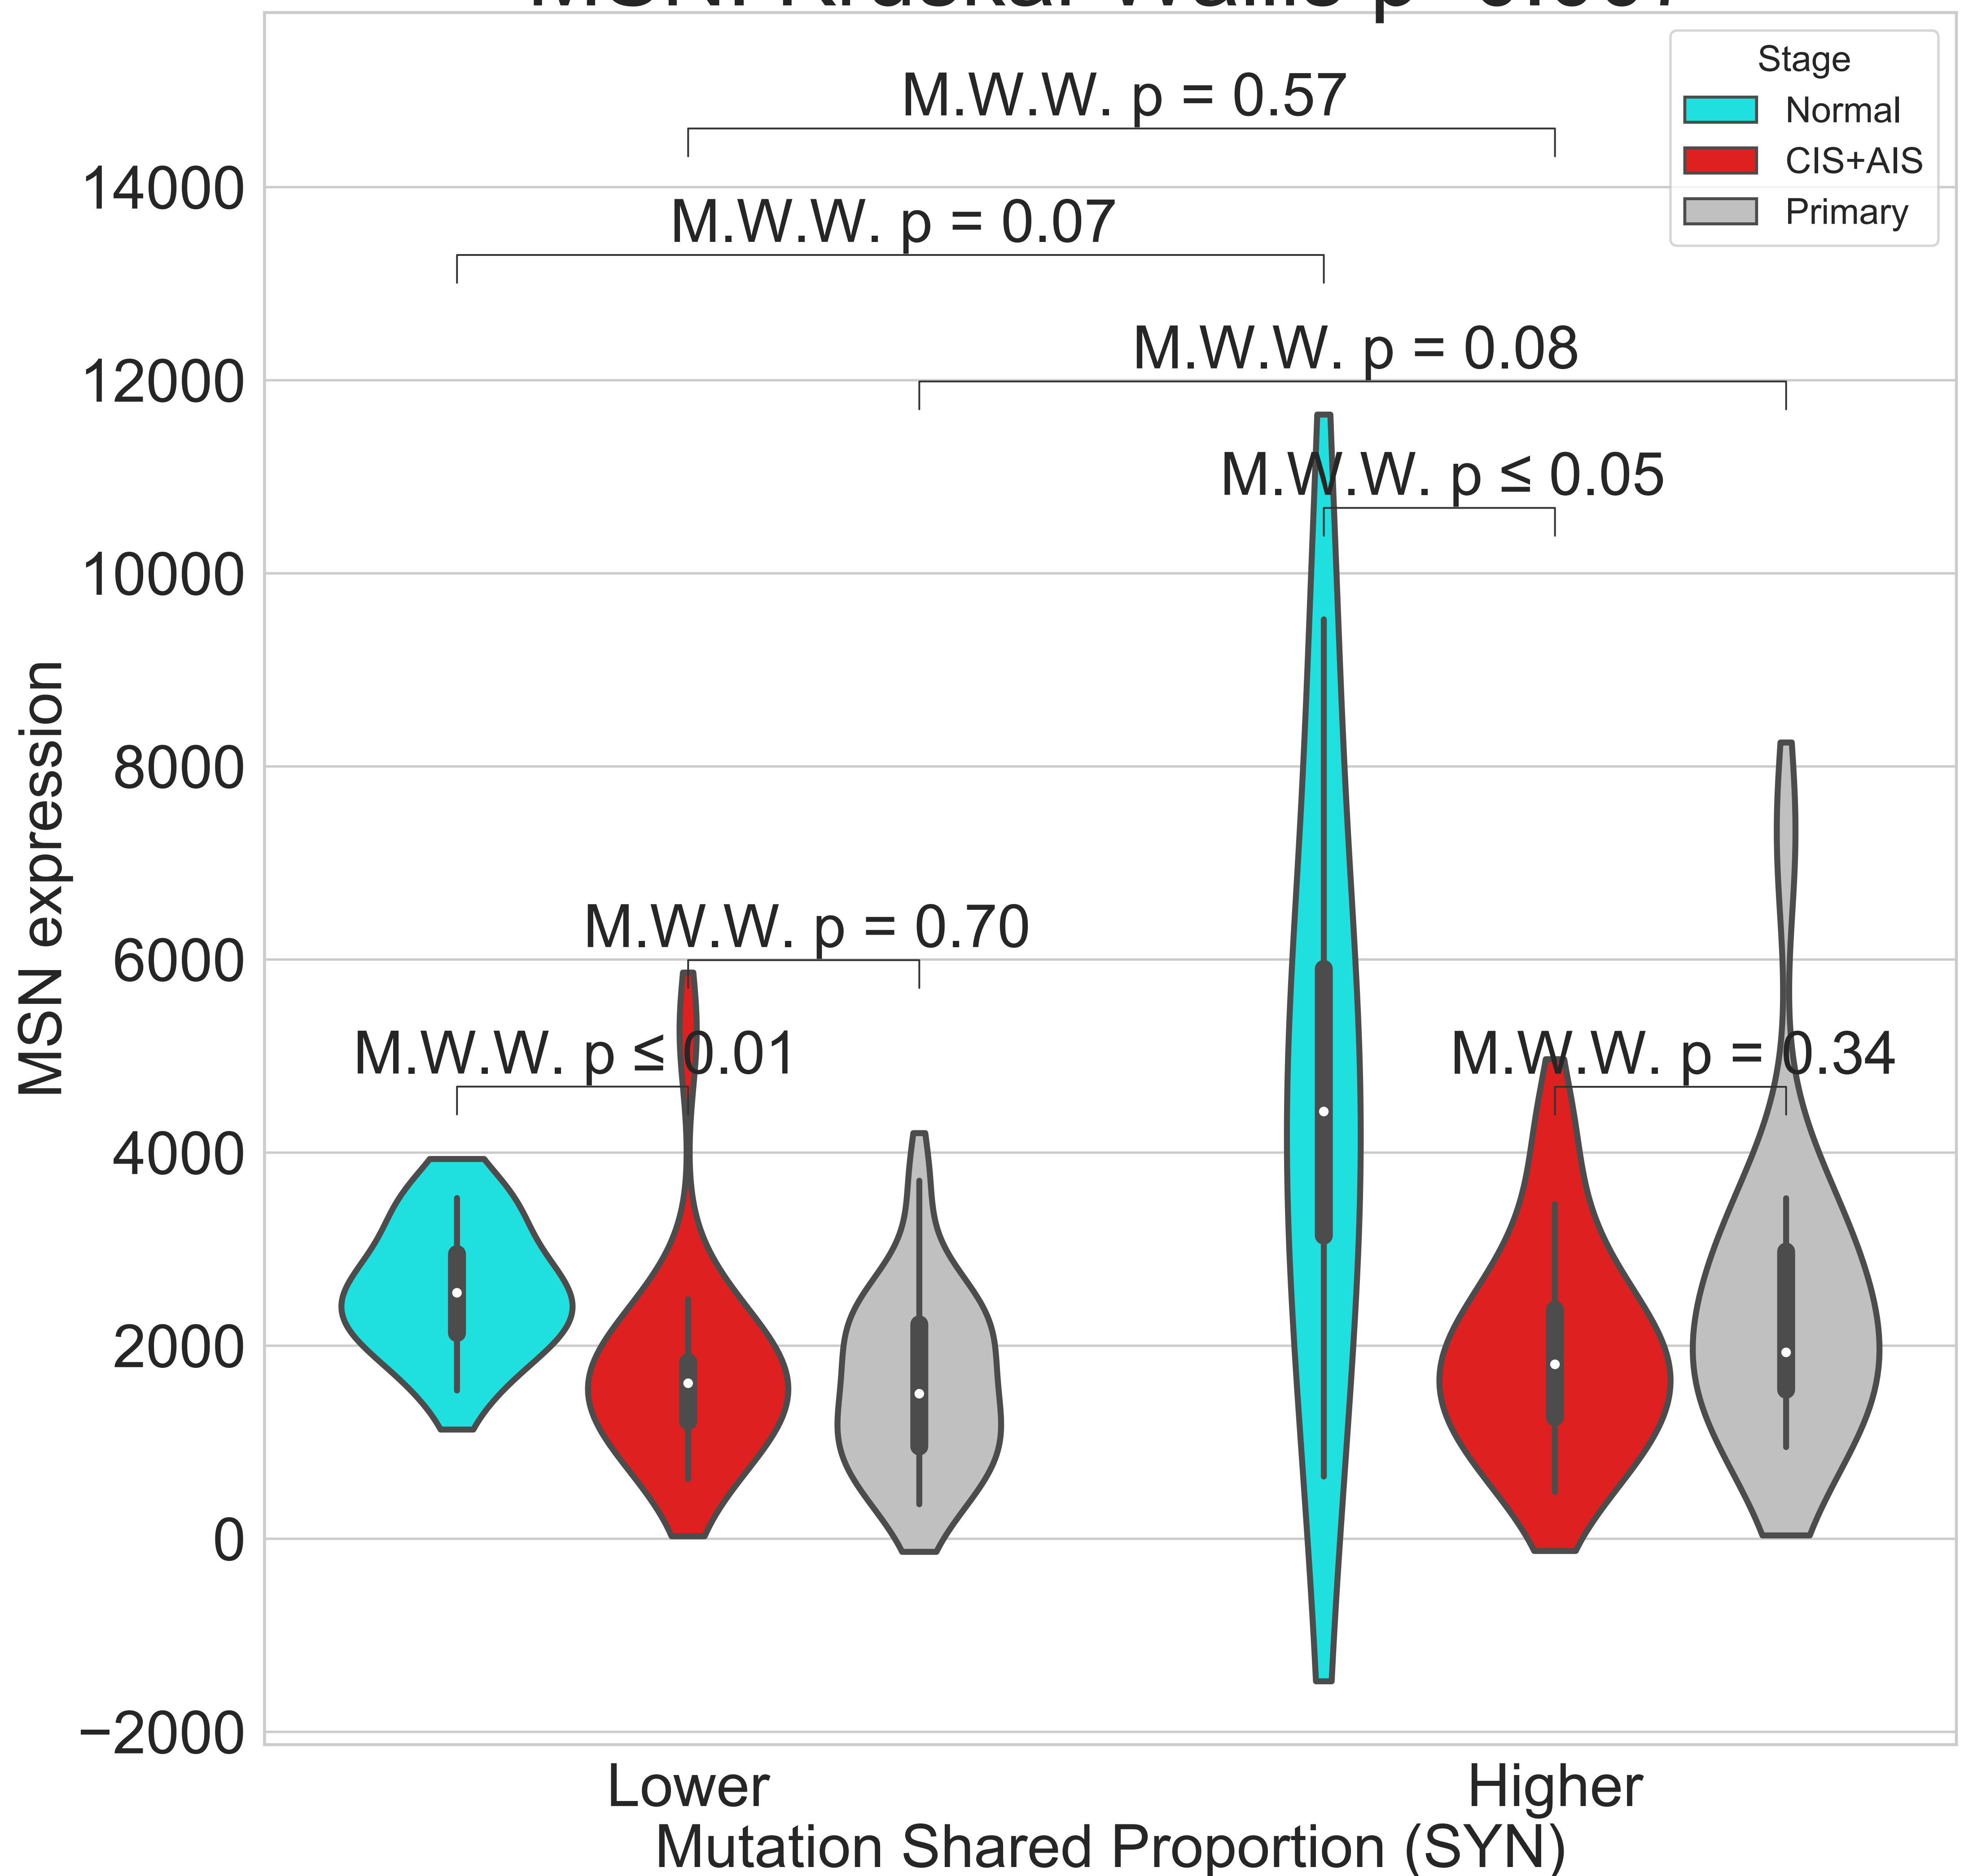 Stage
Normal
CIS+AIS
Primary
M.W.W. p = 0.57
M.W.W. p = 0.07
M.W.W. p = 0.08
M.W.W. p ≤ 0.05
M.W.W. p = 0.70
M.W.W. p ≤ 0.01
M.W.W. p = 0.34
14000
12000
10000
8000
6000
4000
2000
0
−2000
MSN expression
Lower
Higher
Mutation Shared Proportion (SYN)